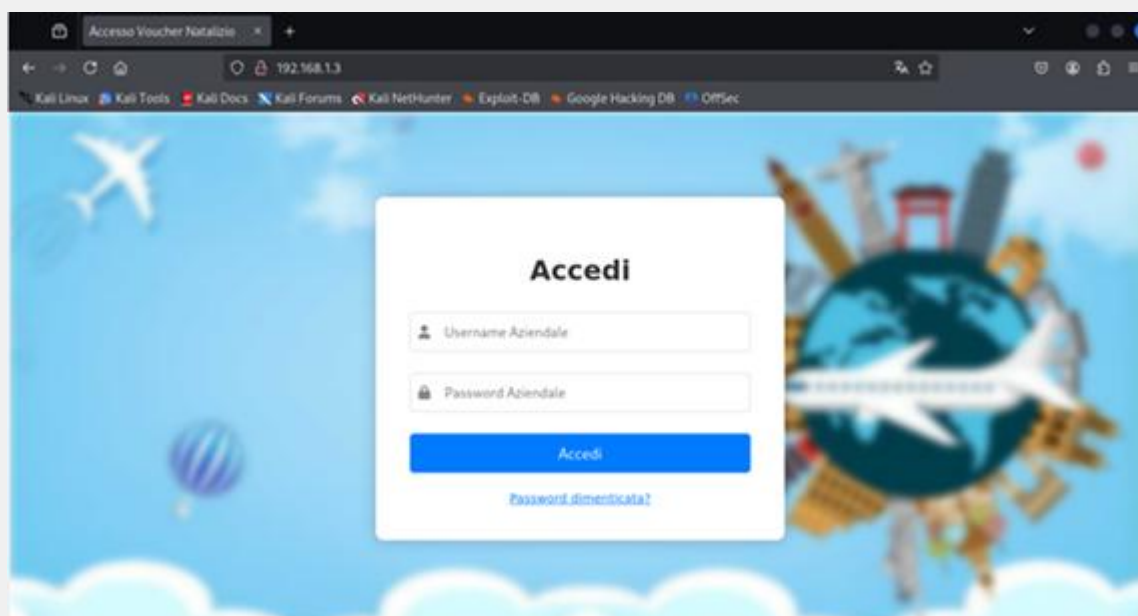 Accesso Voucher Natalizio × +
192.168.1.3
Kali Linux Kali Tools Kali Docs Kali Forums Kali NetHunter Exploit-DB Google Hacking DB OffSec
Accedi
Username Aziendale
Password Aziendale
Accedi
Password dimenticata?